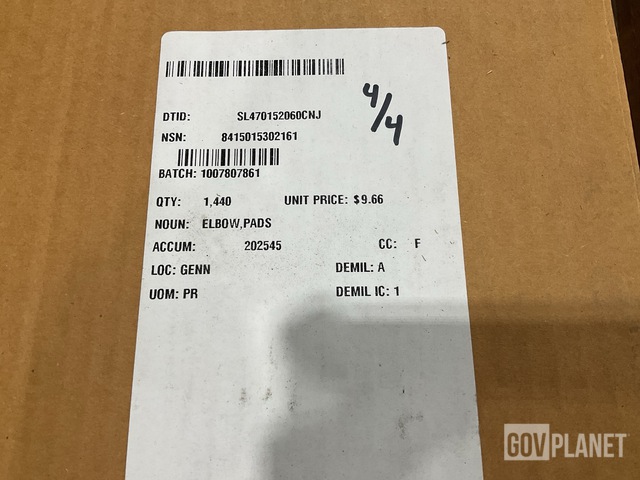 DTID: SL470152060CNJ
4/4
NSN: 8415015302161
BATCH: 1007807861
QTY: 1,440 UNIT PRICE: $9.66
NOUN: ELBOW,PADS
ACCUM: 202545 CC: F
LOC: GENN DEMIL: A
UOM: PR DEMIL IC: 1
GOVPLANET